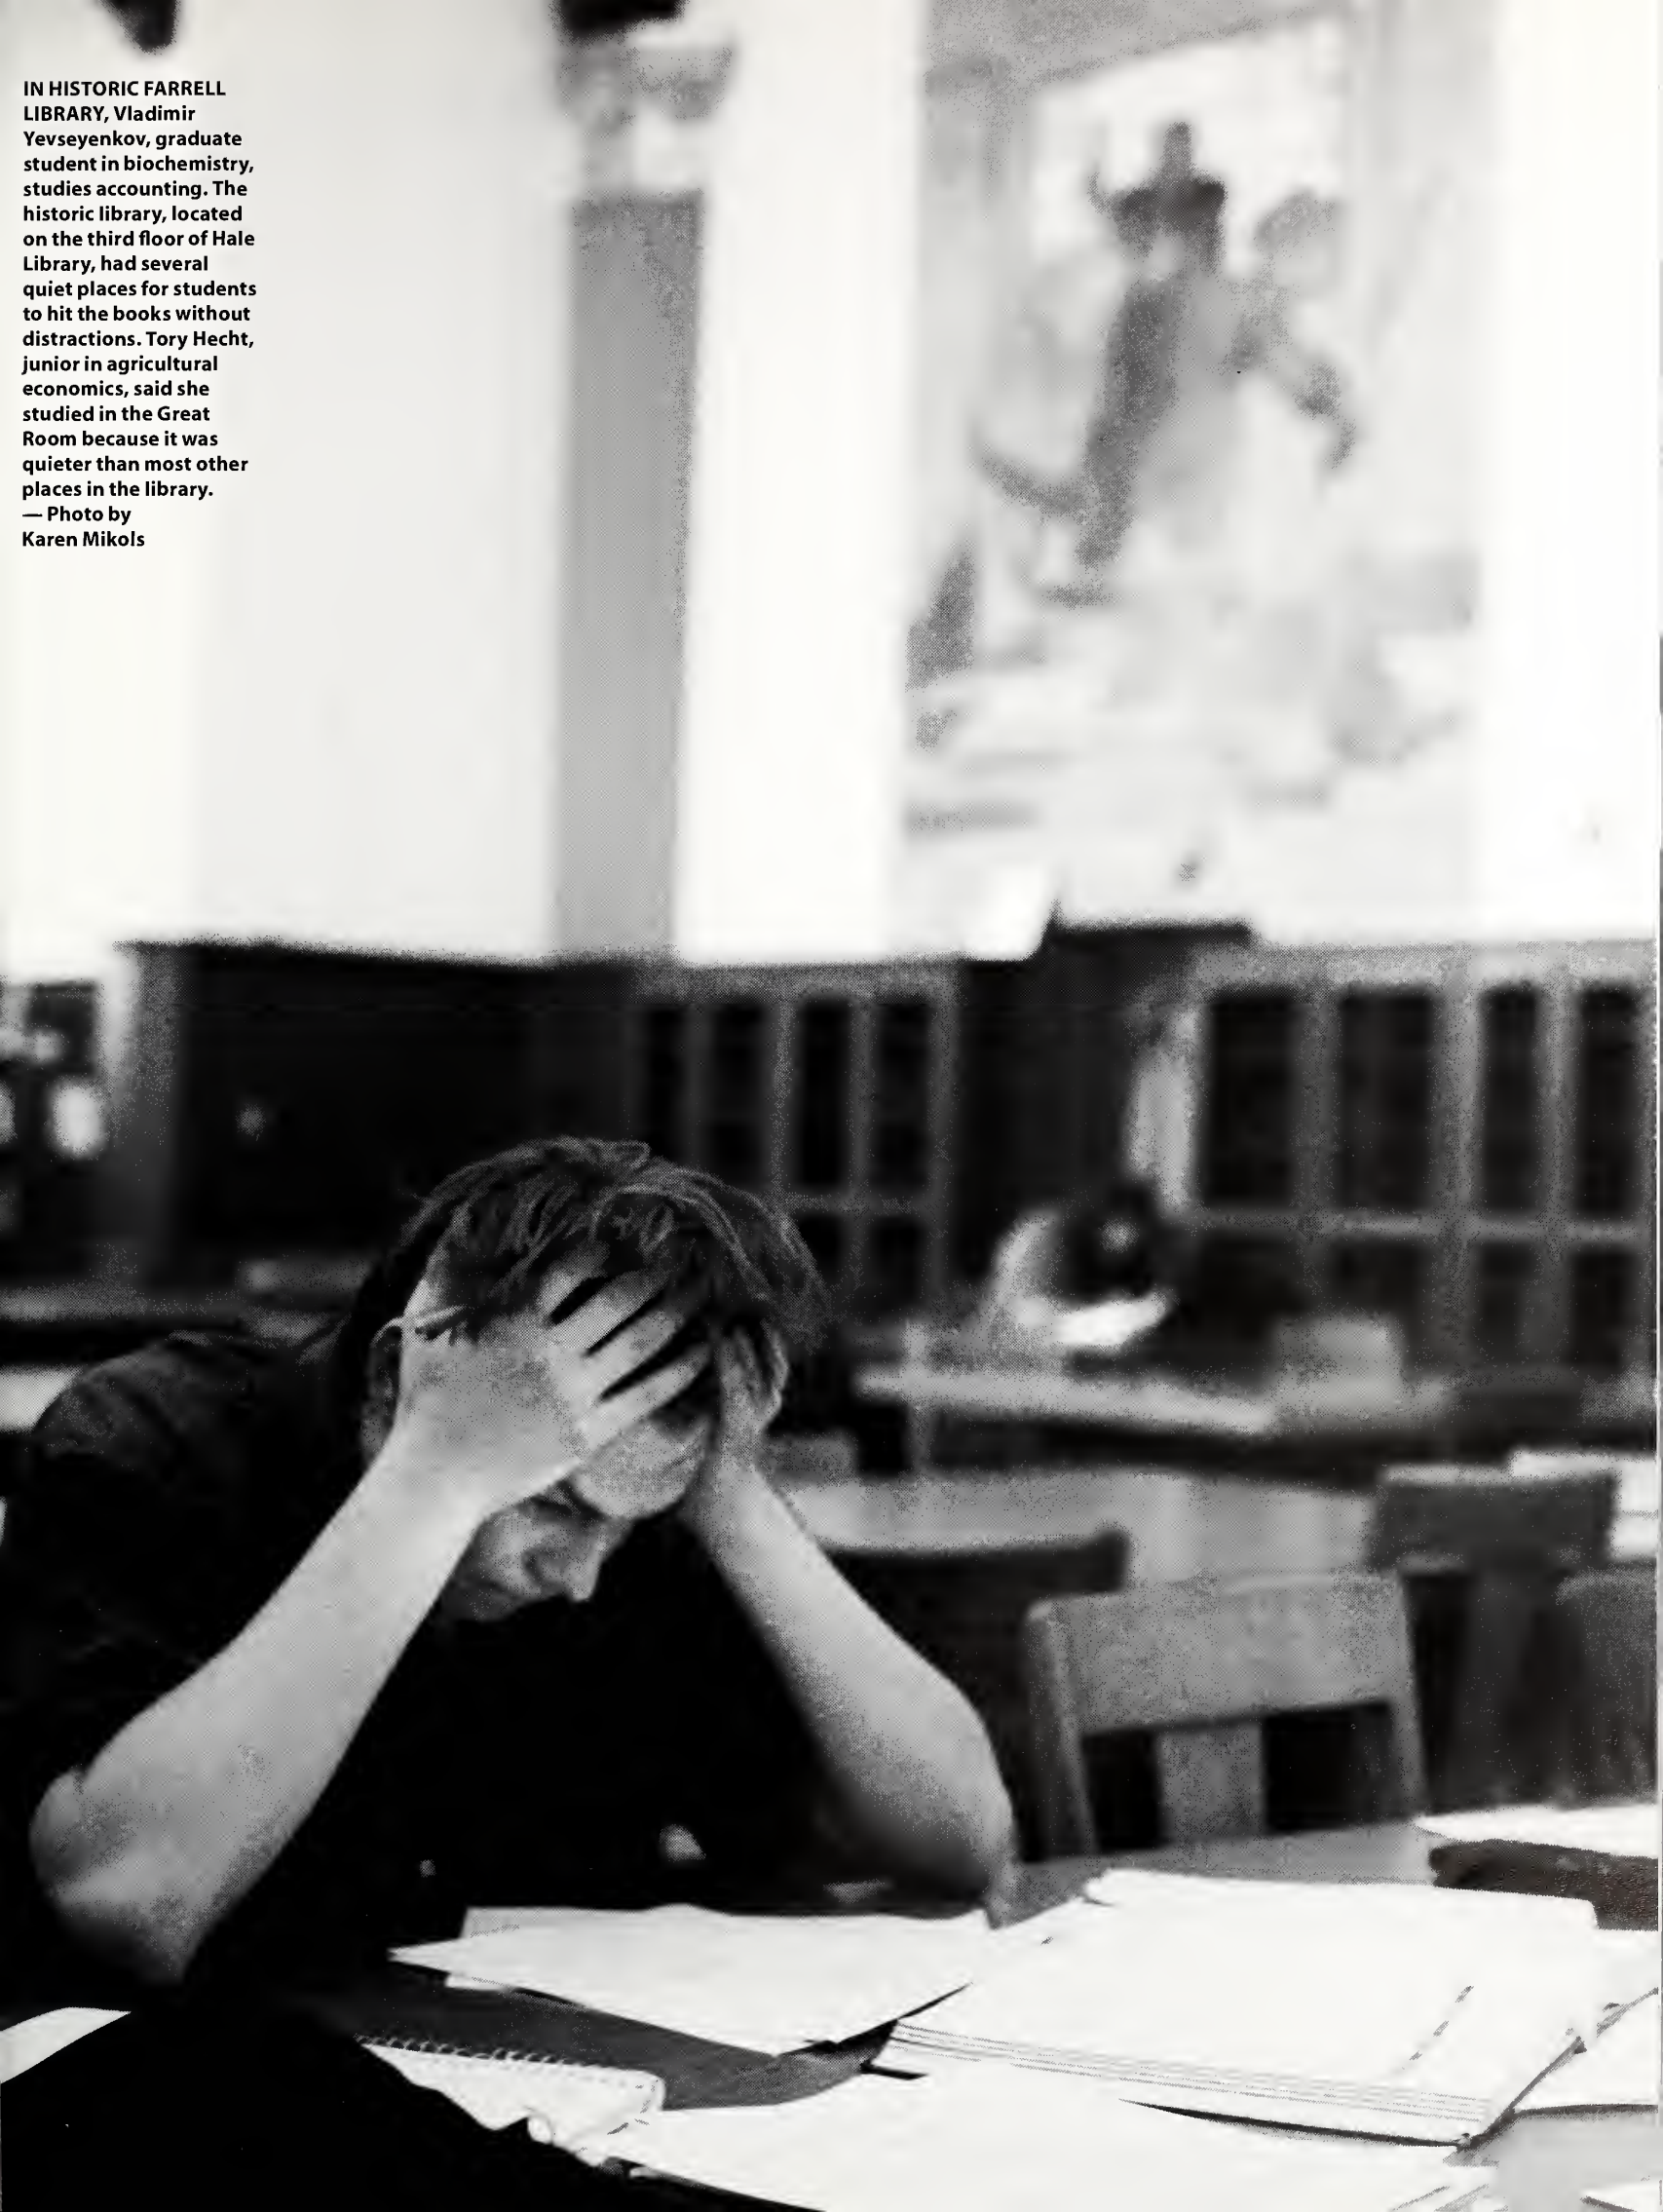 IN HISTORIC FARRELL
LIBRARY, Vladimir
Yevseyenkov, graduate
student in biochemistry,
studies accounting. The
historic library, located
on the third floor of Hale
Library, had several
quiet places for students
to hit the books without
distractions. Tory Hecht,
junior in agricultural
economics, said she
studied in the Great
Room because it was
quieter than most other
places in the library.
— Photo by
Karen Mikols